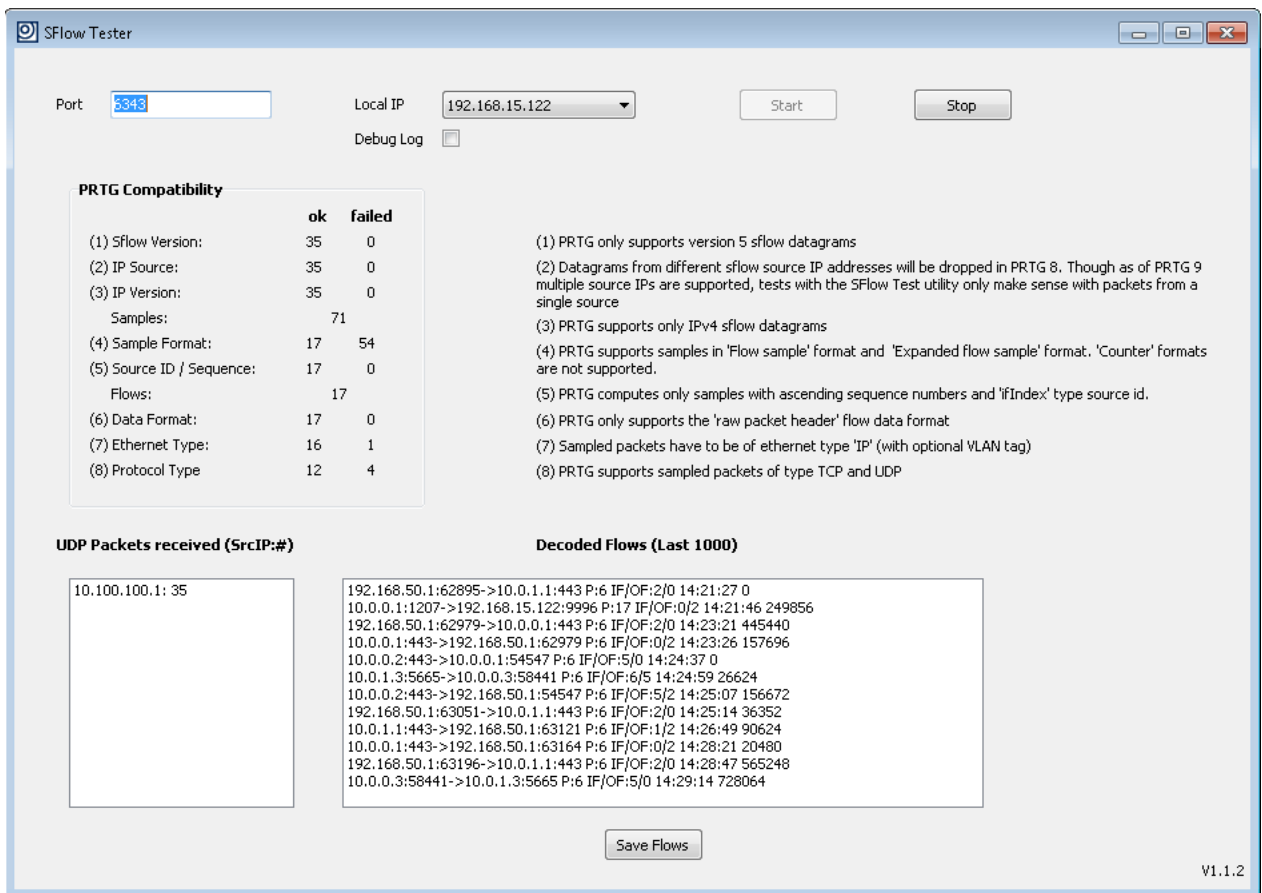 SFlow Tester
Port 6343 Local IP 192.168.15.122 Start Stop
Debug Log
PRTG Compatibility
ok failed
(1) Sflow Version: 35 0
(2) IP Source: 35 0
(3) IP Version: 35 0
Samples: 71
(4) Sample Format: 17 54
(5) Source ID / Sequence: 17 0
Flows: 17
(6) Data Format: 17 0
(7) Ethernet Type: 16 1
(8) Protocol Type 12 4
(1) PRTG only supports version 5 sflow datagrams
(2) Datagrams from different sflow source IP addresses will be dropped in PRTG 8. Though as of PRTG 9
multiple source IPs are supported, tests with the SFlow Test utility only make sense with packets from a
single source
(3) PRTG supports only IPv4 sflow datagrams
(4) PRTG supports samples in 'Flow sample' format and 'Expanded flow sample' format. 'Counter' formats
are not supported.
(5) PRTG computes only samples with ascending sequence numbers and 'ifIndex' type source id.
(6) PRTG only supports the 'raw packet header' flow data format
(7) Sampled packets have to be of ethernet type 'IP' (with optional VLAN tag)
(8) PRTG supports sampled packets of type TCP and UDP
UDP Packets received (SrcIP:#)
10.100.100.1: 35
Decoded Flows (Last 1000)
192.168.50.1:62895->10.0.1.1:443 P:6 IF/OF:2/0 14:21:27 0
10.0.0.1:1207->192.168.15.122:9996 P:17 IF/OF:0/2 14:21:46 249856
192.168.50.1:62979->10.0.0.1:443 P:6 IF/OF:2/0 14:23:21 445440
10.0.0.1:443->192.168.50.1:62979 P:6 IF/OF:0/2 14:23:26 157696
10.0.0.2:443->10.0.0.1:54547 P:6 IF/OF:5/0 14:24:37 0
10.0.1.3:5665->10.0.0.3:58441 P:6 IF/OF:6/5 14:24:59 26624
10.0.0.2:443->192.168.50.1:54547 P:6 IF/OF:5/2 14:25:07 156672
192.168.50.1:63051->10.0.1.1:443 P:6 IF/OF:2/0 14:25:14 36352
10.0.1.1:443->192.168.50.1:63121 P:6 IF/OF:1/2 14:26:49 90624
10.0.0.1:443->192.168.50.1:63164 P:6 IF/OF:0/2 14:28:21 20480
192.168.50.1:63196->10.0.1.1:443 P:6 IF/OF:2/0 14:28:47 565248
10.0.0.3:58441->10.0.1.3:5665 P:6 IF/OF:5/0 14:29:14 728064
Save Flows
V1.1.2